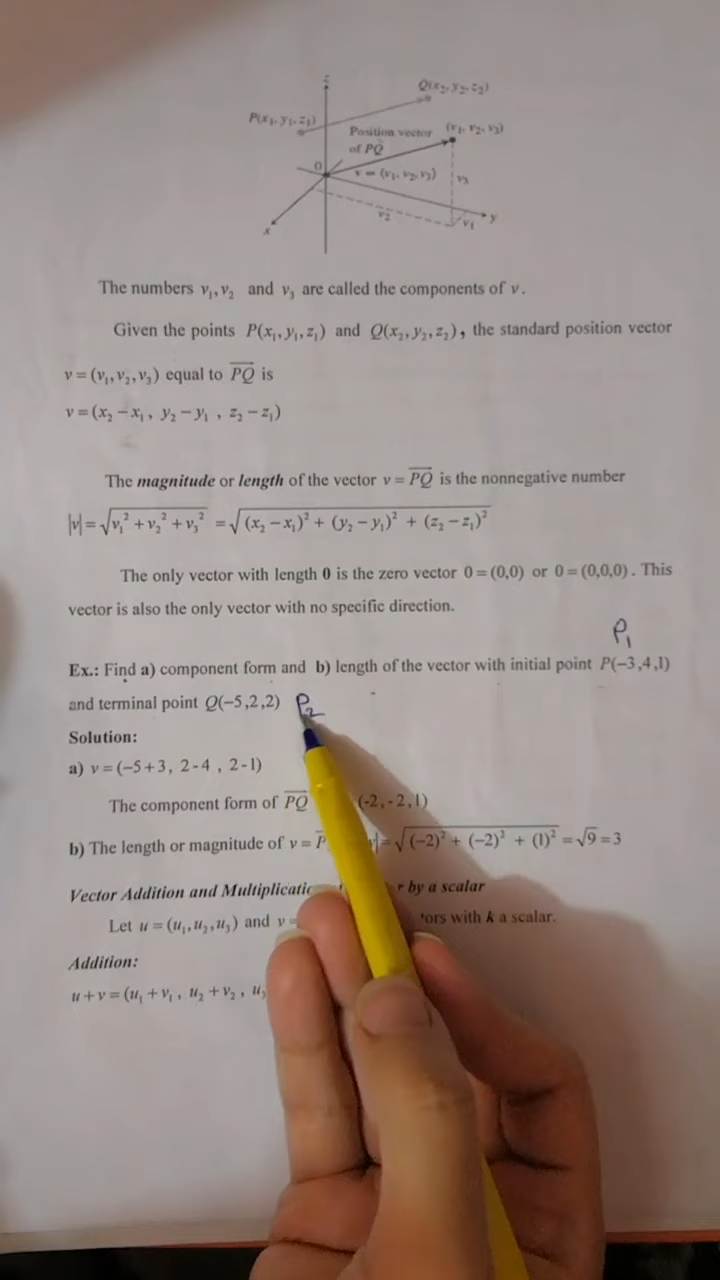 z
Q(x₂, y₂, z₂)
P(x₁, y₁, z₁)
Position vector (v₁, v₂, v₃)
of PQ
0
v = (v₁, v₂, v₃) v₃
v₂ v₁ y
x
The numbers v₁, v₂ and v₃ are called the components of v.
Given the points P(x₁, y₁, z₁) and Q(x₂, y₂, z₂), the standard position vector
v = (v₁, v₂, v₃) equal to PQ is
v = (x₂ − x₁ , y₂ − y₁ , z₂ − z₁)
The magnitude or length of the vector v = PQ is the nonnegative number
|v| = √(v₁² + v₂² + v₃²) = √((x₂ − x₁)² + (y₂ − y₁)² + (z₂ − z₁)²)
The only vector with length 0 is the zero vector 0 = (0,0) or 0 = (0,0,0). This
vector is also the only vector with no specific direction.
P₁
Ex.: Find a) component form and b) length of the vector with initial point P(−3,4,1)
and terminal point Q(−5,2,2) P₂
Solution:
a) v = (−5+3, 2-4 , 2-1)
The component form of PQ (-2,-2,1)
b) The length or magnitude of v = | = √((−2)² + (−2)² + (1)²) = √9 = 3
Vector Addition and by a scalar
Let u = (u₁, u₂, u₃) and v = with k a scalar.
Addition:
u + v = (u₁ + v₁ , u₂ + v₂ ,